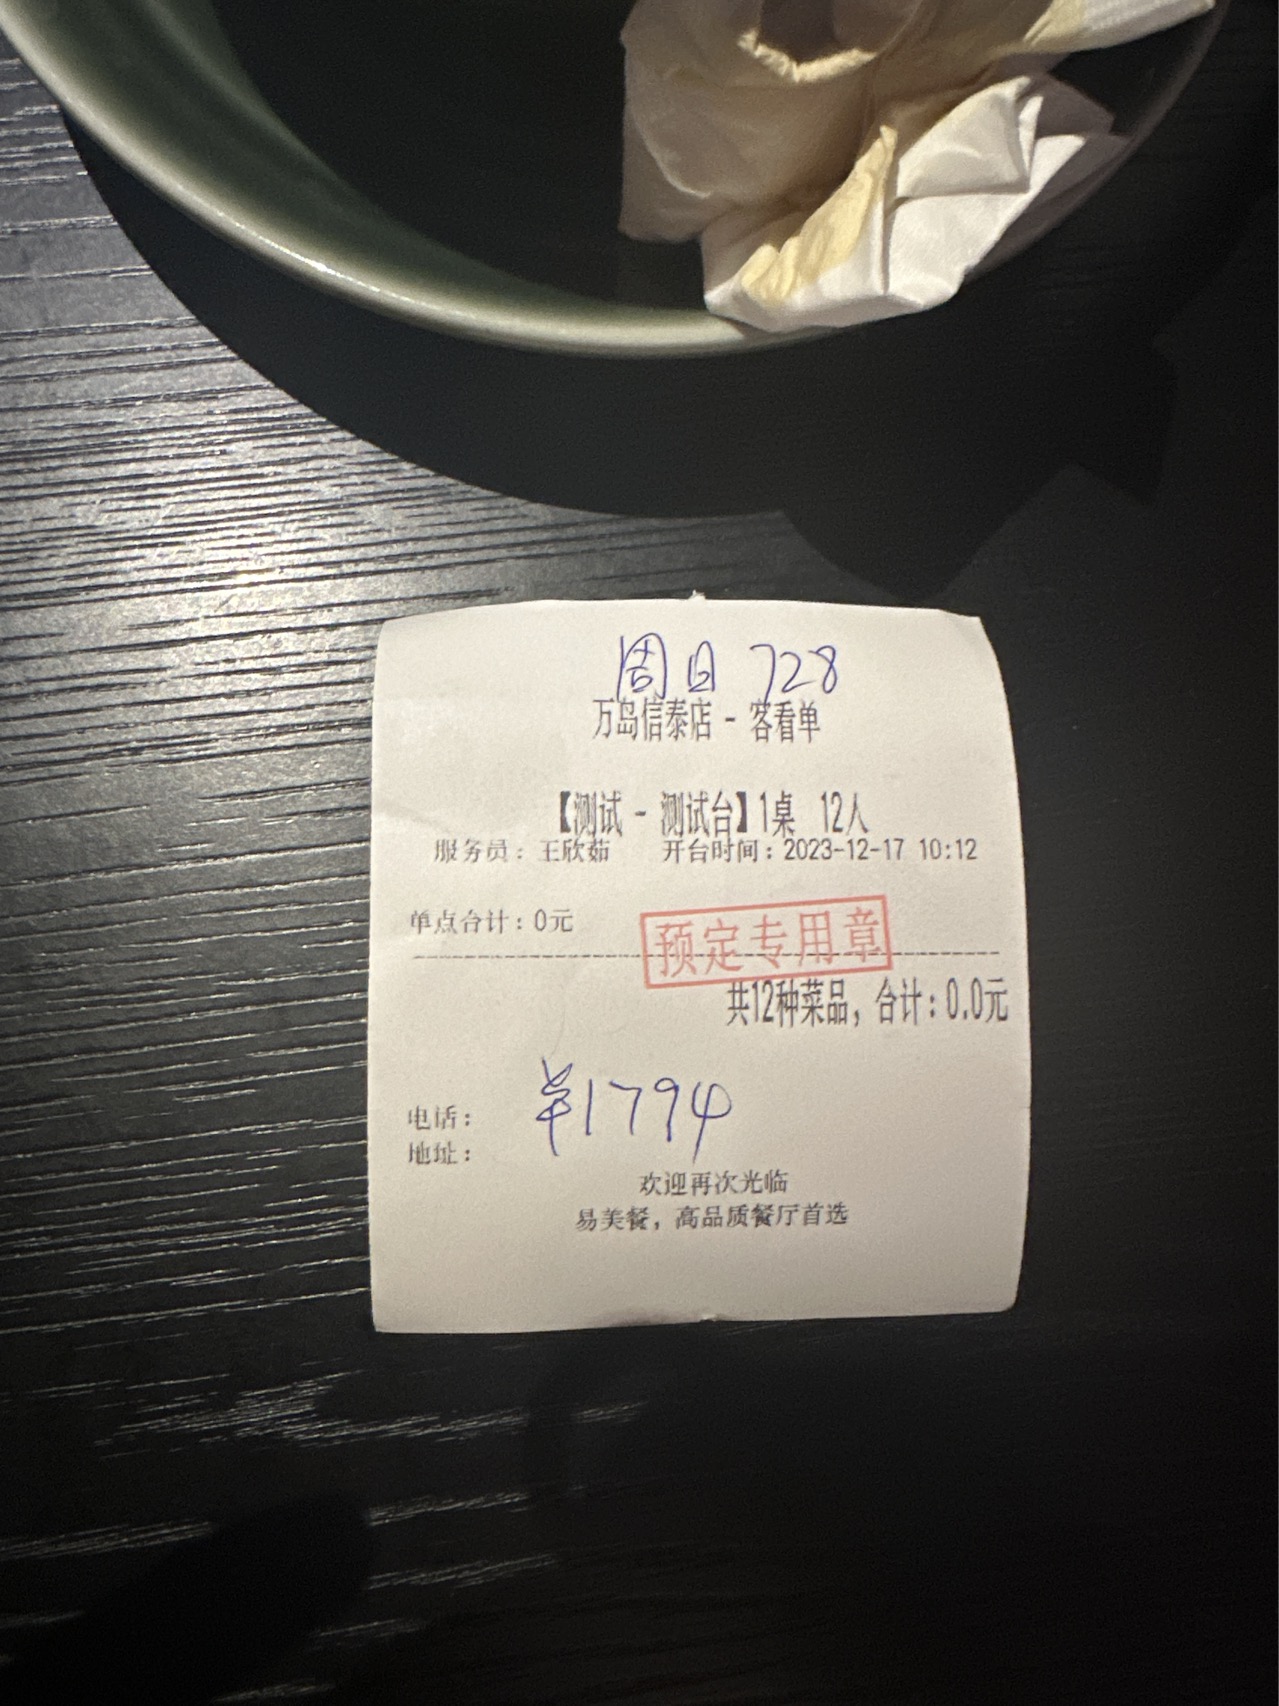 周日 728
万岛信泰店 - 客看单
【测试 - 测试台】1桌 12人
服务员：王欣茹 开台时间：2023-12-17 10:12
单点合计：0元
预定专用章
共12种菜品，合计：0.0元
¥1794
电话：
地址：
欢迎再次光临
易美餐，高品质餐厅首选